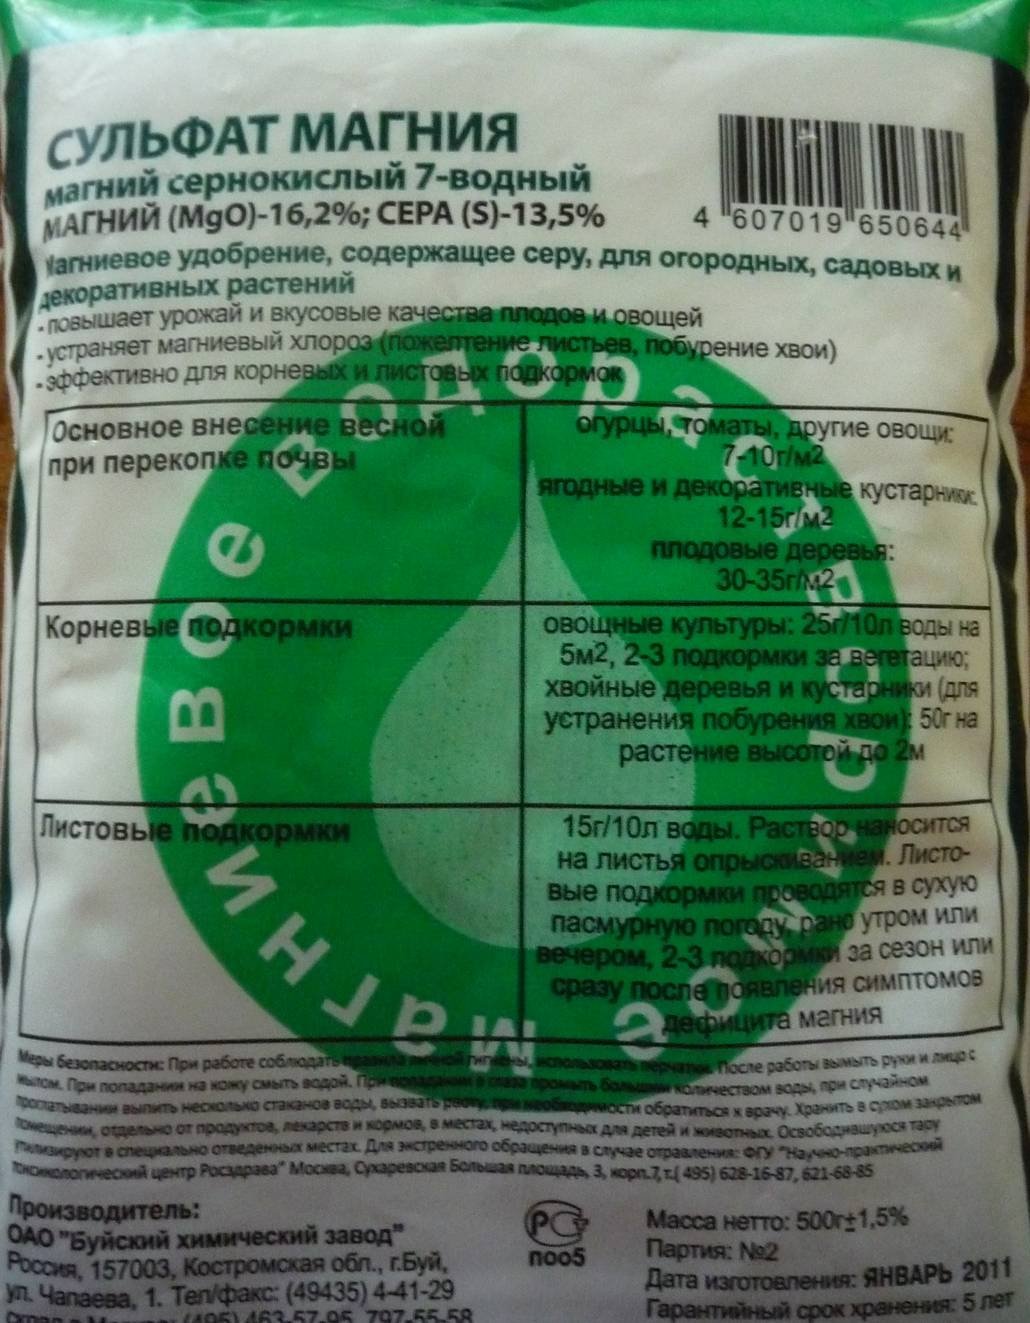 СУЛЬФАТ МАГНИЯ
магний сернокислый 7-водный
МАГНИЙ (MgO)-16,2%; СЕРА (S)-13,5%
4 607019 650644
Магниевое удобрение, содержащее серу, для огородных, садовых и
декоративных растений
- повышает урожай и вкусовые качества плодов и овощей
- устраняет магниевый хлороз (пожелтение листьев, побурение хвои)
- эффективно для корневых и листовых подкормок
магниевое водорастворимое
Основное внесение весной
при перекопке почвы
огурцы, томаты, другие овощи:
7-10г/м2
ягодные и декоративные кустарники:
12-15г/м2
плодовые деревья:
30-35г/м2
Корневые подкормки
овощные культуры: 25г/10л воды на
5м2, 2-3 подкормки за вегетацию;
хвойные деревья и кустарники (для
устранения побурения хвои): 50г на
растение высотой до 2м
Листовые подкормки
15г/10л воды. Раствор наносится
на листья опрыскиванием. Листо-
вые подкормки проводятся в сухую
пасмурную погоду, рано утром или
вечером, 2-3 подкормки за сезон или
сразу после появления симптомов
дефицита магния
Меры безопасности: При работе соблюдать правила личной гигиены, использовать перчатки. После работы вымыть руки и лицо с
мылом. При попадании на кожу смыть водой. При попадании в глаза промыть большим количеством воды, при случайном
проглатывании выпить несколько стаканов воды, вызвать рвоту, при необходимости обратиться к врачу. Хранить в сухом закрытом
помещении, отдельно от продуктов, лекарств и кормов, в местах, недоступных для детей и животных. Освободившуюся тару
утилизируют в специально отведенных местах. Для экстренного обращения в случае отравления: ФГУ "Научно-практический
токсикологический центр Росздрава" Москва, Сухаревская Большая площадь, 3, корп.7, т.( 495) 628-16-87, 621-68-85
Производитель:
ОАО "Буйский химический завод"
Россия, 157003, Костромская обл., г.Буй,
ул. Чапаева, 1. Тел/факс: (49435) 4-41-29
(495) 463-57-95, 797-55-58
РСТ
ПОО5
Масса нетто: 500г±1,5%
Партия: №2
Дата изготовления: ЯНВАРЬ 2011
Гарантийный срок хранения: 5 лет